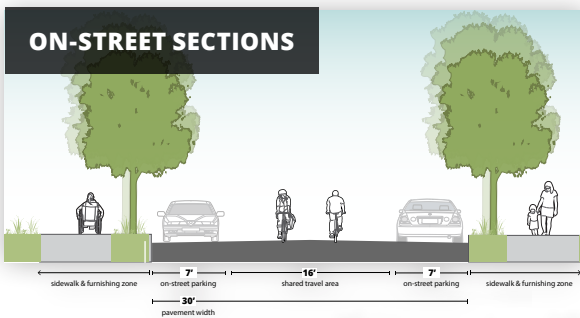 ON-STREET SECTIONS
7’ 16’ 7’
sidewalk & furnishing zone on-street parking shared travel area on-street parking sidewalk & furnishing zone
30’
pavement width